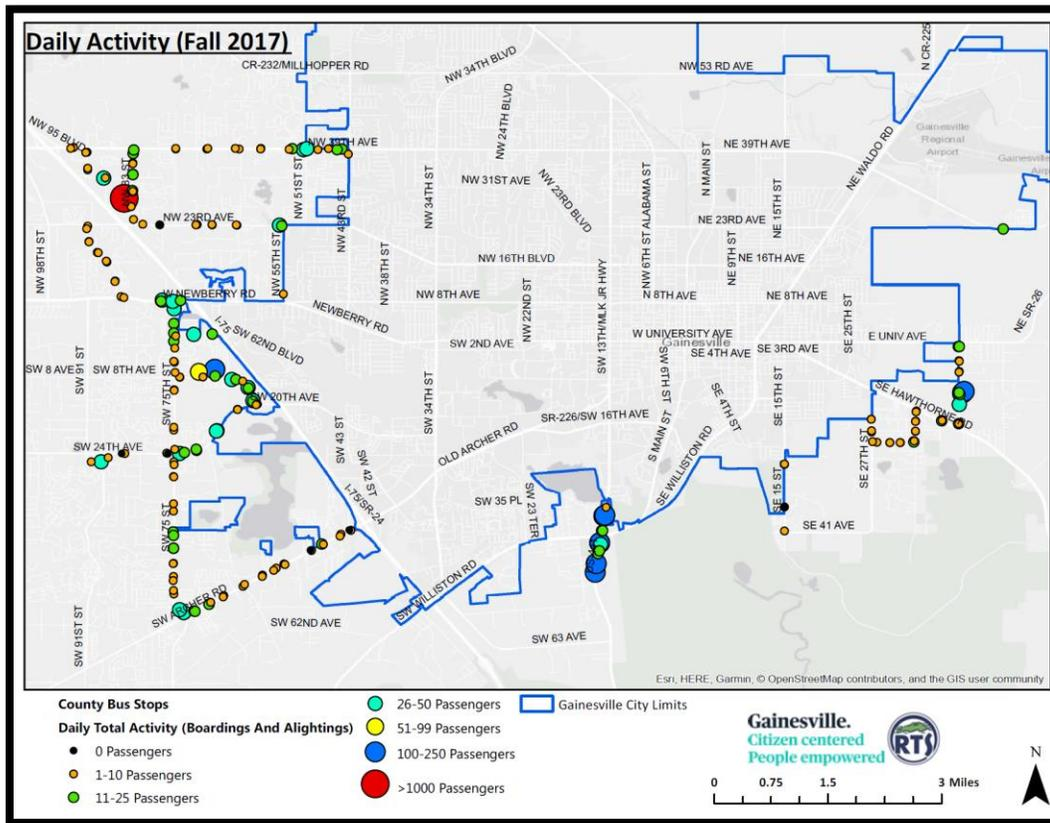 Daily Activity (Fall 2017)
CR-232/MILLHOPPER RD
NW 34TH BLVD
NW 53 RD AVE
N CR-225
NW 95 BLVD
NW 39TH AVE
NW 24TH BLVD
NE 39TH AVE
NE WALDO RD
Gainesville
Regional
Airport
Gainesville
NW 51ST ST
NW 43RD ST
NW 34TH ST
NW 31ST AVE
NW 23RD BLVD
NW 6TH ST
ALABAMA ST
N MAIN ST
NE 15TH ST
NW 23RD AVE
NE 23RD AVE
NW 98TH ST
NW 55TH ST
NW 38TH ST
NW 16TH BLVD
NE 9TH ST
NE 16TH AVE
W NEWBERRY RD
NEWBERRY RD
NW 8TH AVE
NW 22ND ST
SW 13TH/MLK JR HWY
N 8TH AVE
NE 8TH AVE
SE 25TH ST
NE SR-26
I-75
SW 62ND BLVD
SW 2ND AVE
W UNIVERSITY AVE
Gainesville
E UNIV AVE
SE 4TH AVE
SE 3RD AVE
SW 8 AVE
SW 91 ST
SW 8TH AVE
SW 75TH ST
SW 20TH AVE
SW 34TH ST
SW 6TH ST
SE 4TH ST
SE 15TH ST
SE HAWTHORNE RD
SR-226/SW 16TH AVE
SW 24TH AVE
SW 43 ST
OLD ARCHER RD
S MAIN ST
SE WILLISTON RD
SE 27TH ST
SW 42 ST
I-75/SR-24
SW 35 PL
SW 23 TER
SE 15 ST
SW 75 ST
SE 41 AVE
SW ARCHER RD
SW WILLISTON RD
SW 91ST ST
SW 62ND AVE
SW 63 AVE
Esri, HERE, Garmin, © OpenStreetMap contributors, and the GIS user community
County Bus Stops
Daily Total Activity (Boardings And Alightings)
0 Passengers
1-10 Passengers
11-25 Passengers
26-50 Passengers
51-99 Passengers
100-250 Passengers
>1000 Passengers
Gainesville City Limits
Gainesville.
Citizen centered
People empowered
RTS
0 0.75 1.5 3 Miles
N